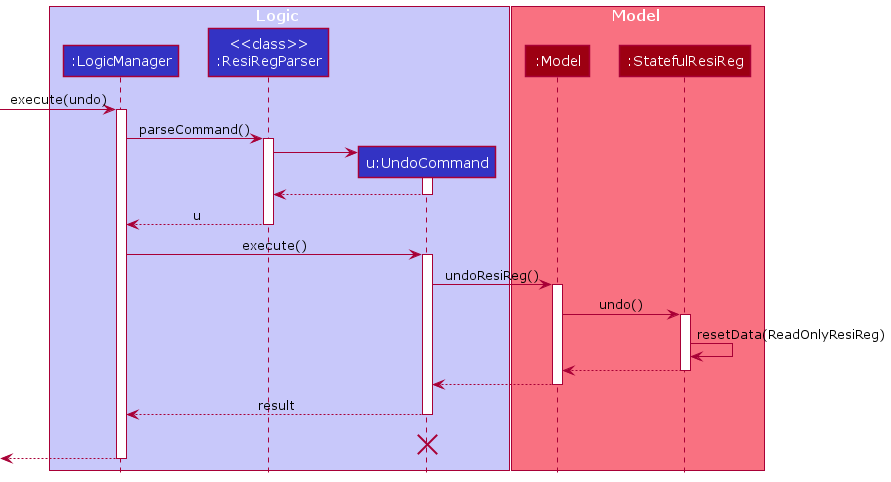 Logic
Model
<<class>>
:LogicManager
:ResiRegParser
:Model
:StatefulResiReg
execute(undo)
parseCommand()
u:UndoCommand
u
execute()
undoResiReg()
undo()
resetData(ReadOnlyResiReg)
result